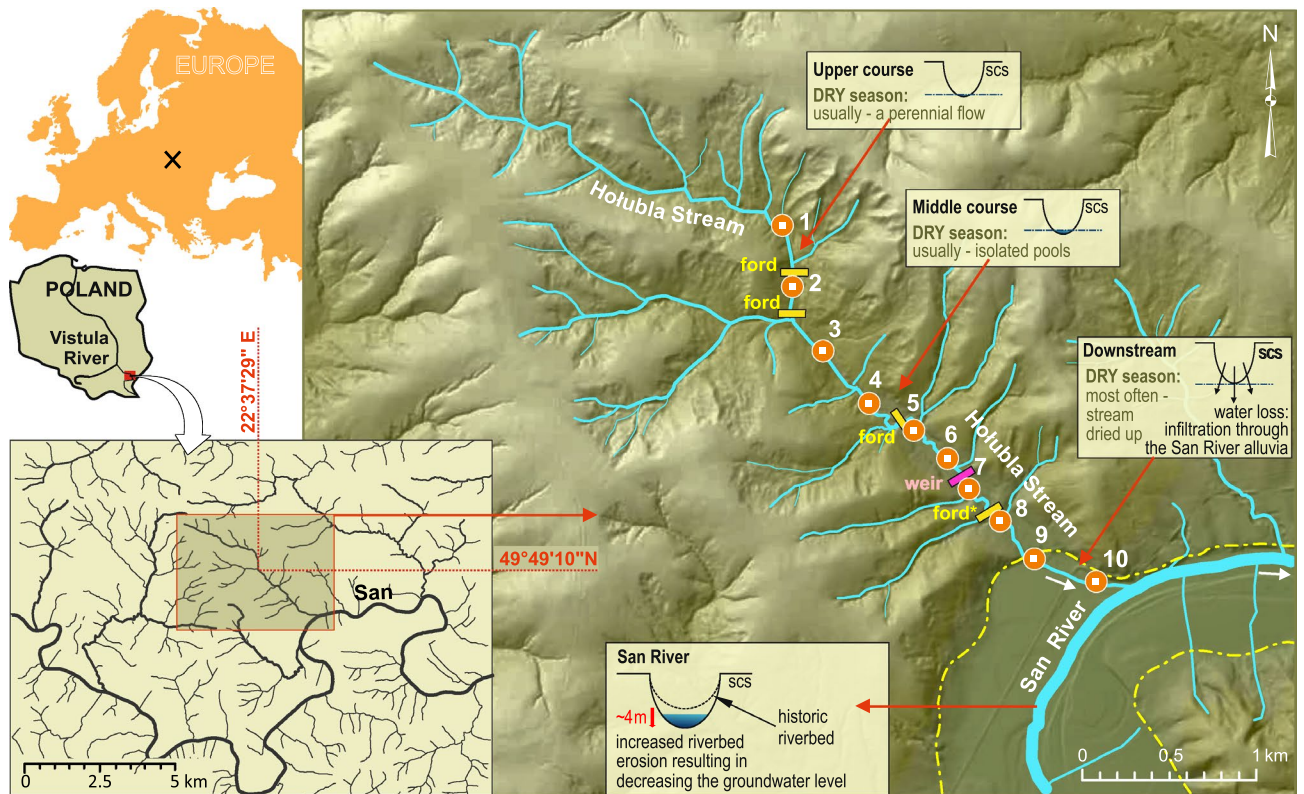 EUROPE
POLAND
Vistula
River
22°37'29" E
49°49'10"N
San
0 2.5 5 km
N
Upper course
SCS
DRY season:
usually - a perennial flow
Middle course
SCS
DRY season:
usually - isolated pools
Downstream
SCS
DRY season:
most often -
stream
dried up
water loss:
infiltration through
the San River alluvia
Hołubla Stream
1
ford
2
ford
3
4
5
ford
Hołubla Stream
6
7
weir
ford*
8
9
10
San River
San River
SCS
~4m
historic
riverbed
increased riverbed
erosion resulting in
decreasing the groundwater level
0 0 5 1 km